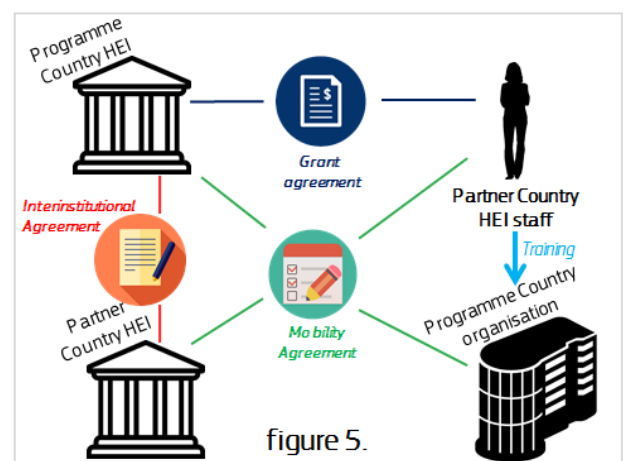 Programme
Country HEI
$
Grant
agreement
Partner Country
HEI staff
Interinstitutional
Agreement
Training
Programme Country
organisation
Partner
Country HEI
Mobility
Agreement
figure 5.